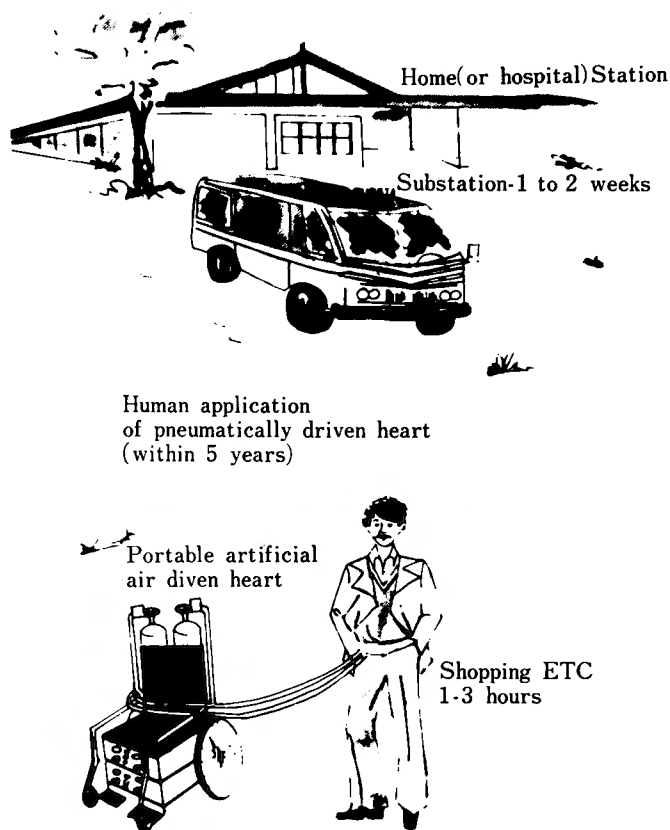 Home(or hospital)Station
Substation-1 to 2 weeks
Human application
of pneumatically driven heart
(within 5 years)
Portable artificial
air diven heart
Shopping ETC
1-3 hours